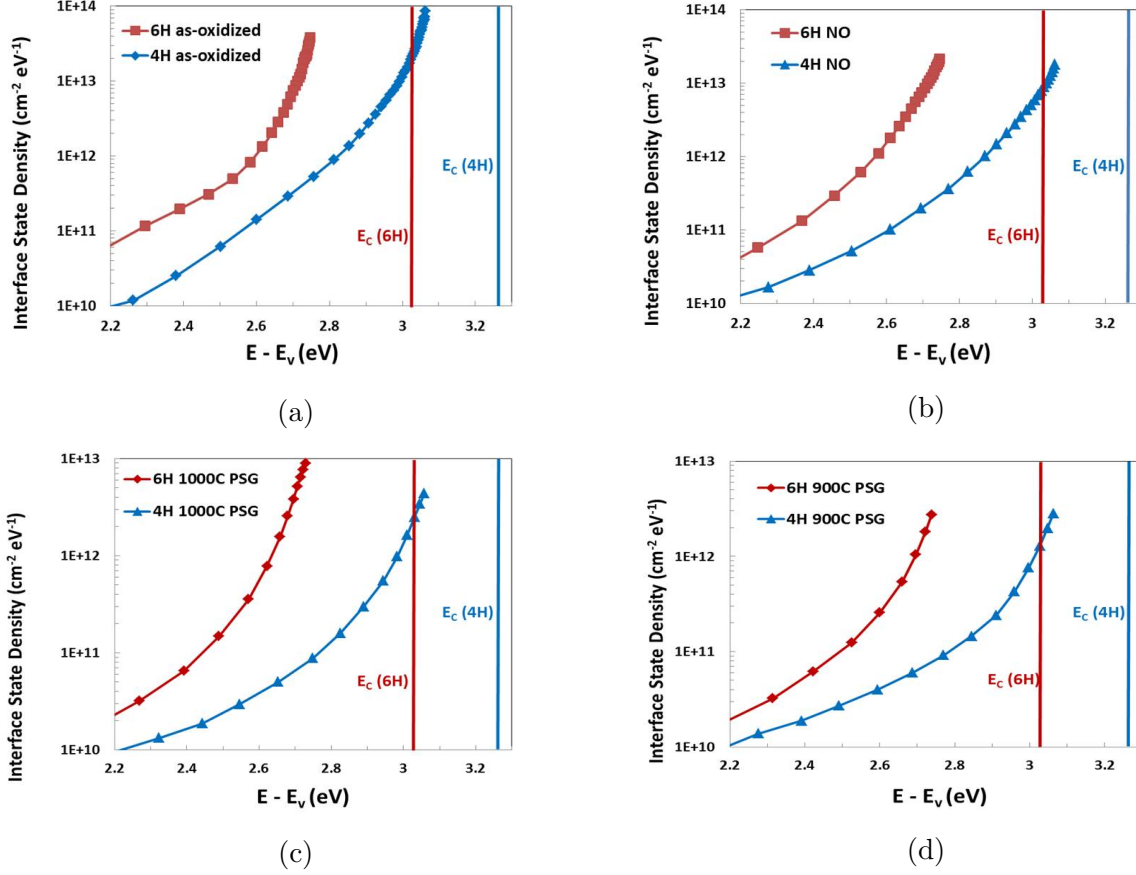 Interface State Density (cm⁻² eV⁻¹)
1E+14
1E+13
1E+12
1E+11
1E+10
6H as-oxidized
4H as-oxidized
E_C (6H)
E_C (4H)
2.2 2.4 2.6 2.8 3 3.2
E - E_v (eV)
(a)
Interface State Density (cm⁻² eV⁻¹)
1E+14
1E+13
1E+12
1E+11
1E+10
6H NO
4H NO
E_C (6H)
E_C (4H)
2.2 2.4 2.6 2.8 3 3.2
E - E_v (eV)
(b)
Interface State Density (cm⁻² eV⁻¹)
1E+13
1E+12
1E+11
1E+10
6H 1000C PSG
4H 1000C PSG
E_C (4H)
E_C (6H)
2.2 2.4 2.6 2.8 3 3.2
E - E_v (eV)
(c)
Interface State Density (cm⁻² eV⁻¹)
1E+13
1E+12
1E+11
1E+10
6H 900C PSG
4H 900C PSG
E_C (4H)
E_C (6H)
2.2 2.4 2.6 2.8 3 3.2
E - E_v (eV)
(d)